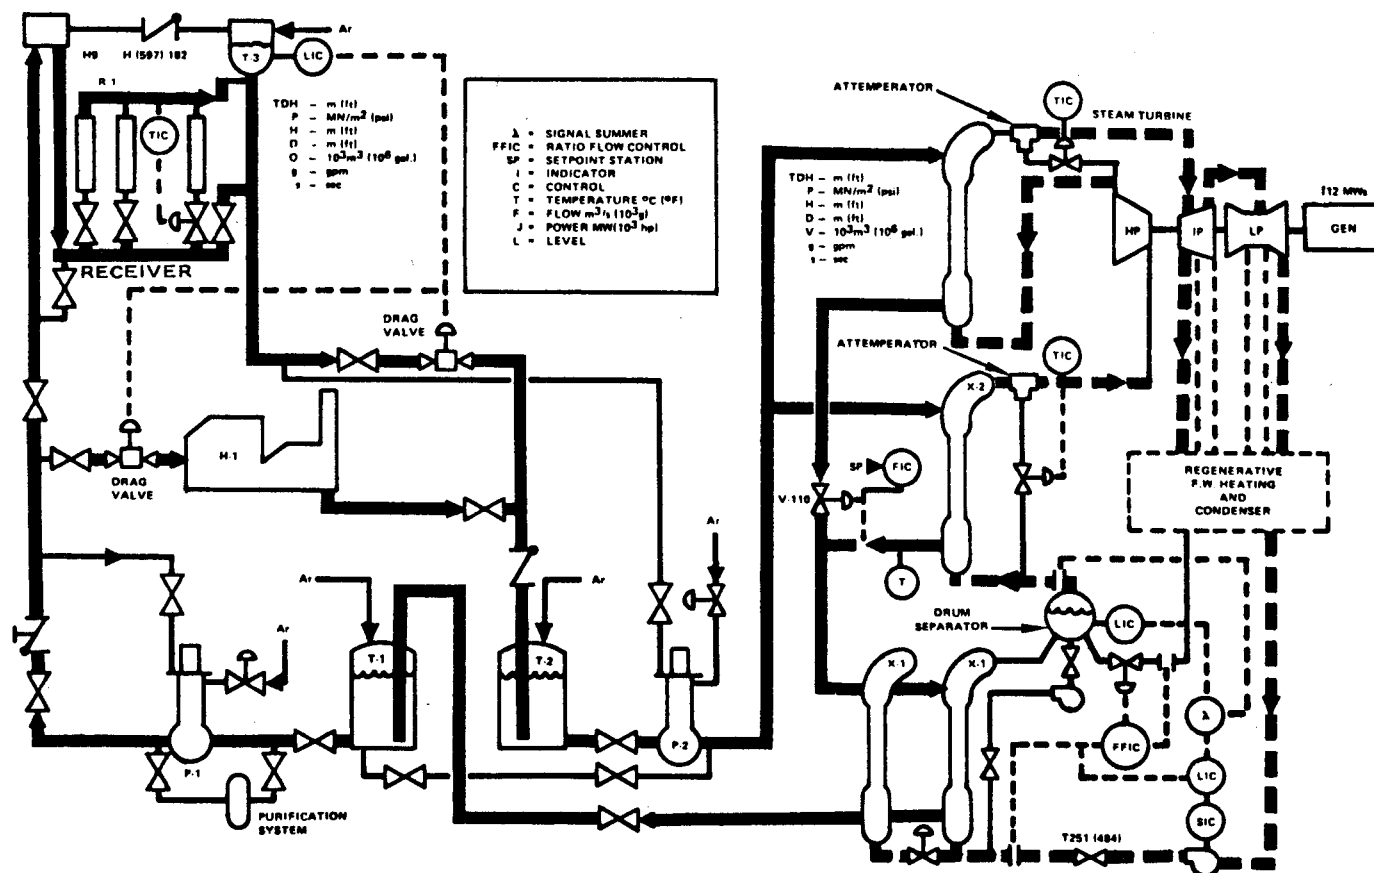 Ar
H9
H (597) 182
T-3
LIC
R-1
TIC
RECEIVER
TDH – m (ft)
P – MN/m² (psi)
H – m (ft)
D – m (ft)
Q – 10³m³ (10⁶ gal.)
g – gpm
s – sec
λ = SIGNAL SUMMER
FFIC = RATIO FLOW CONTROL
SP = SETPOINT STATION
I = INDICATOR
C = CONTROL
T = TEMPERATURE °C (°F)
F = FLOW m³/s (10³g)
J = POWER MW(10³ hp)
L = LEVEL
ATTEMPERATOR
TIC
STEAM TURBINE
TDH – m (ft)
P – MN/m² (psi)
H – m (ft)
D – m (ft)
V – 10³m³ (10⁶ gal.)
g – gpm
s – sec
112 MWe
HP
IP
LP
GEN
DRAG
VALVE
ATTEMPERATOR
TIC
X-2
H-1
DRAG
VALVE
SP
FIC
V-110
T
REGENERATIVE
F.W. HEATING
AND
CONDENSER
Ar
Ar
Ar
Ar
T-1
T-2
P-1
P-2
PURIFICATION
SYSTEM
DRUM
SEPARATOR
LIC
X-1
X-1
λ
FFIC
LIC
SIC
T251 (484)